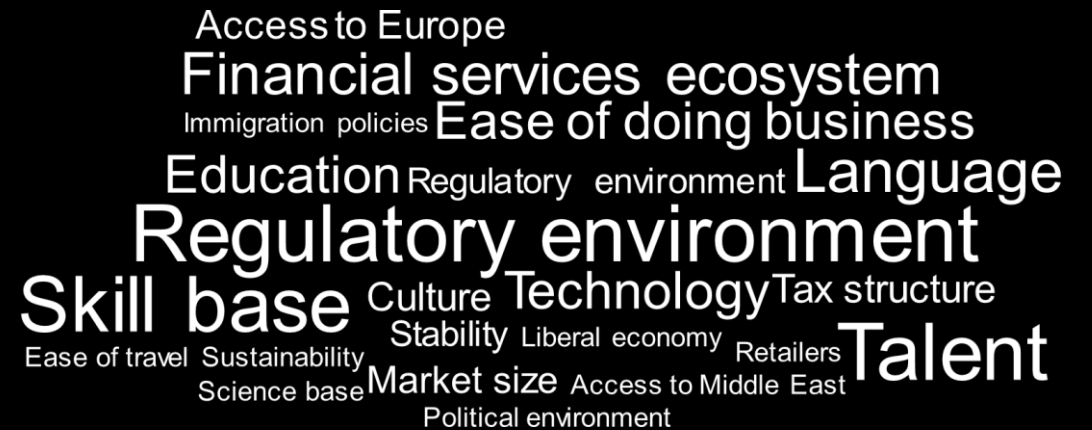 Access to Europe
Financial services ecosystem
Immigration policies Ease of doing business
Education Regulatory environment Language
Regulatory environment
Skill base Culture Technology Tax structure
Stability Liberal economy Retailers Talent
Ease of travel Sustainability
Science base Market size Access to Middle East
Political environment